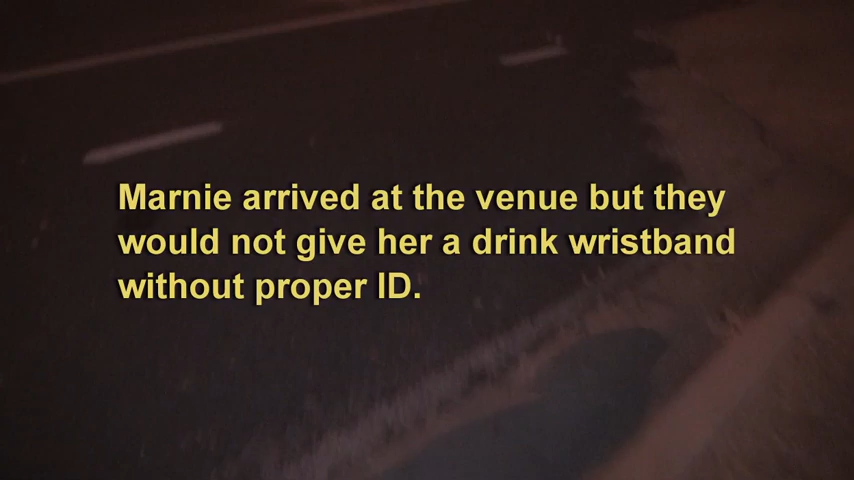 Marnie arrived at the venue but they
would not give her a drink wristband
without proper ID.